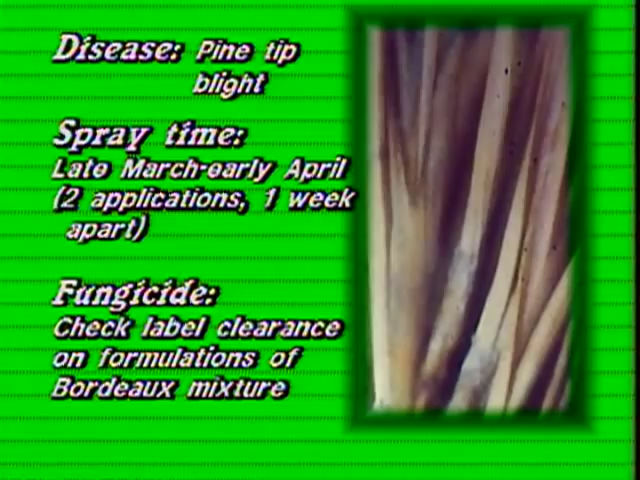 Disease: Pine tip
blight
Spray time:
Late March-early April
(2 applications, 1 week
apart)
Fungicide:
Check label clearance
on formulations of
Bordeaux mixture